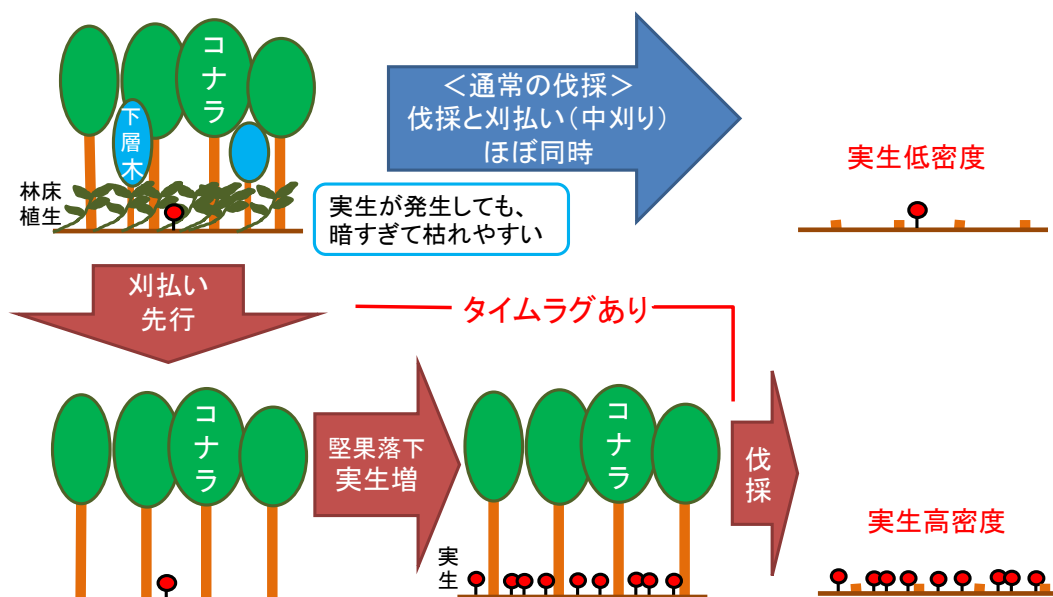 コナラ
下層木
林床
植生
<通常の伐採>
伐採と刈払い(中刈り)
ほぼ同時
実生が発生しても、
暗すぎて枯れやすい
実生低密度
刈払い
先行
タイムラグあり
コナラ
堅果落下
実生増
コナラ
実生
伐採
実生高密度